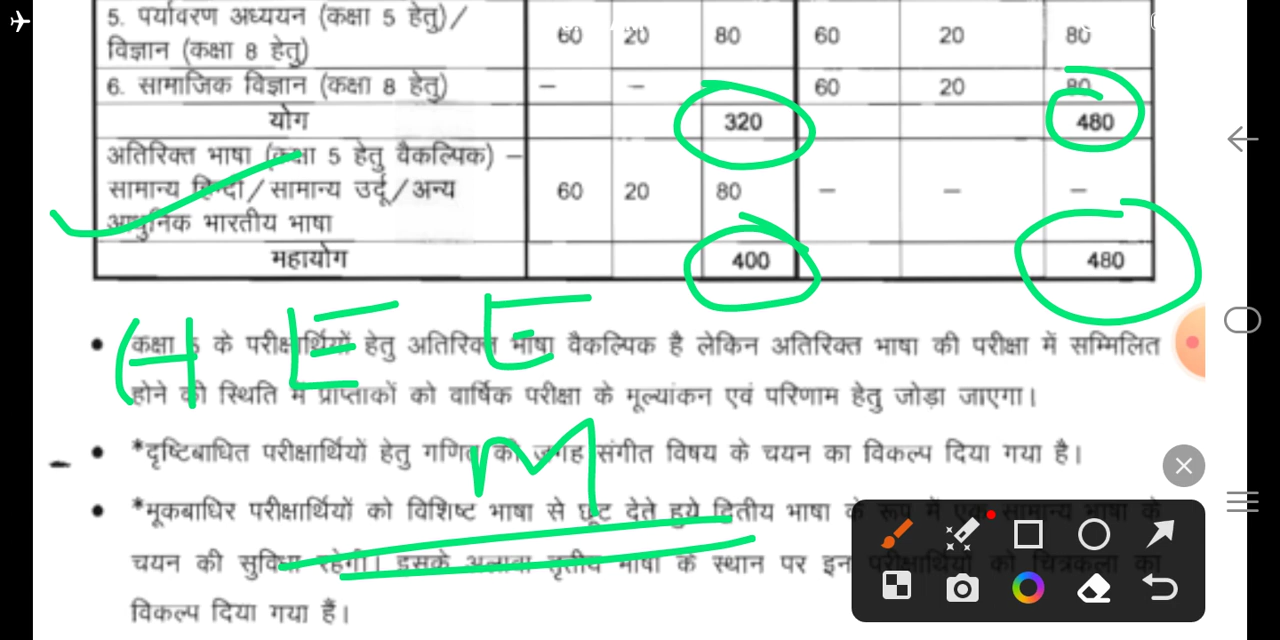 5. पर्यावरण अध्ययन (कक्षा 5 हेतु)/ विज्ञान (कक्षा 8 हेतु) 60 20 80 60 20 80
6. सामाजिक विज्ञान (कक्षा 8 हेतु) – – 60 20 80
योग 320 480
अतिरिक्त भाषा (कक्षा 5 हेतु वैकल्पिक) –
सामान्य हिन्दी/सामान्य उर्दू/अन्य 60 20 80 – – –
आधुनिक भारतीय भाषा
महायोग 400 480
H E E
• कक्षा 5 के परीक्षार्थियों हेतु अतिरिक्त भाषा वैकल्पिक है लेकिन अतिरिक्त भाषा की परीक्षा में सम्मिलित
होने की स्थिति में प्राप्ताकों को वार्षिक परीक्षा के मूल्यांकन एवं परिणाम हेतु जोड़ा जाएगा।
M
• *दृष्टिबाधित परीक्षार्थियों हेतु गणित की जगह संगीत विषय के चयन का विकल्प दिया गया है।
• *मूकबाधिर परीक्षार्थियों को विशिष्ट भाषा से छूट देते हुये द्वितीय भाषा के रूप में एक सामान्य भाषा के
चयन की सुविधा रहेगी। इसके अलावा तृतीय भाषा के स्थान पर इन परीक्षार्थियों को चित्रकला का
विकल्प दिया गया हैं।